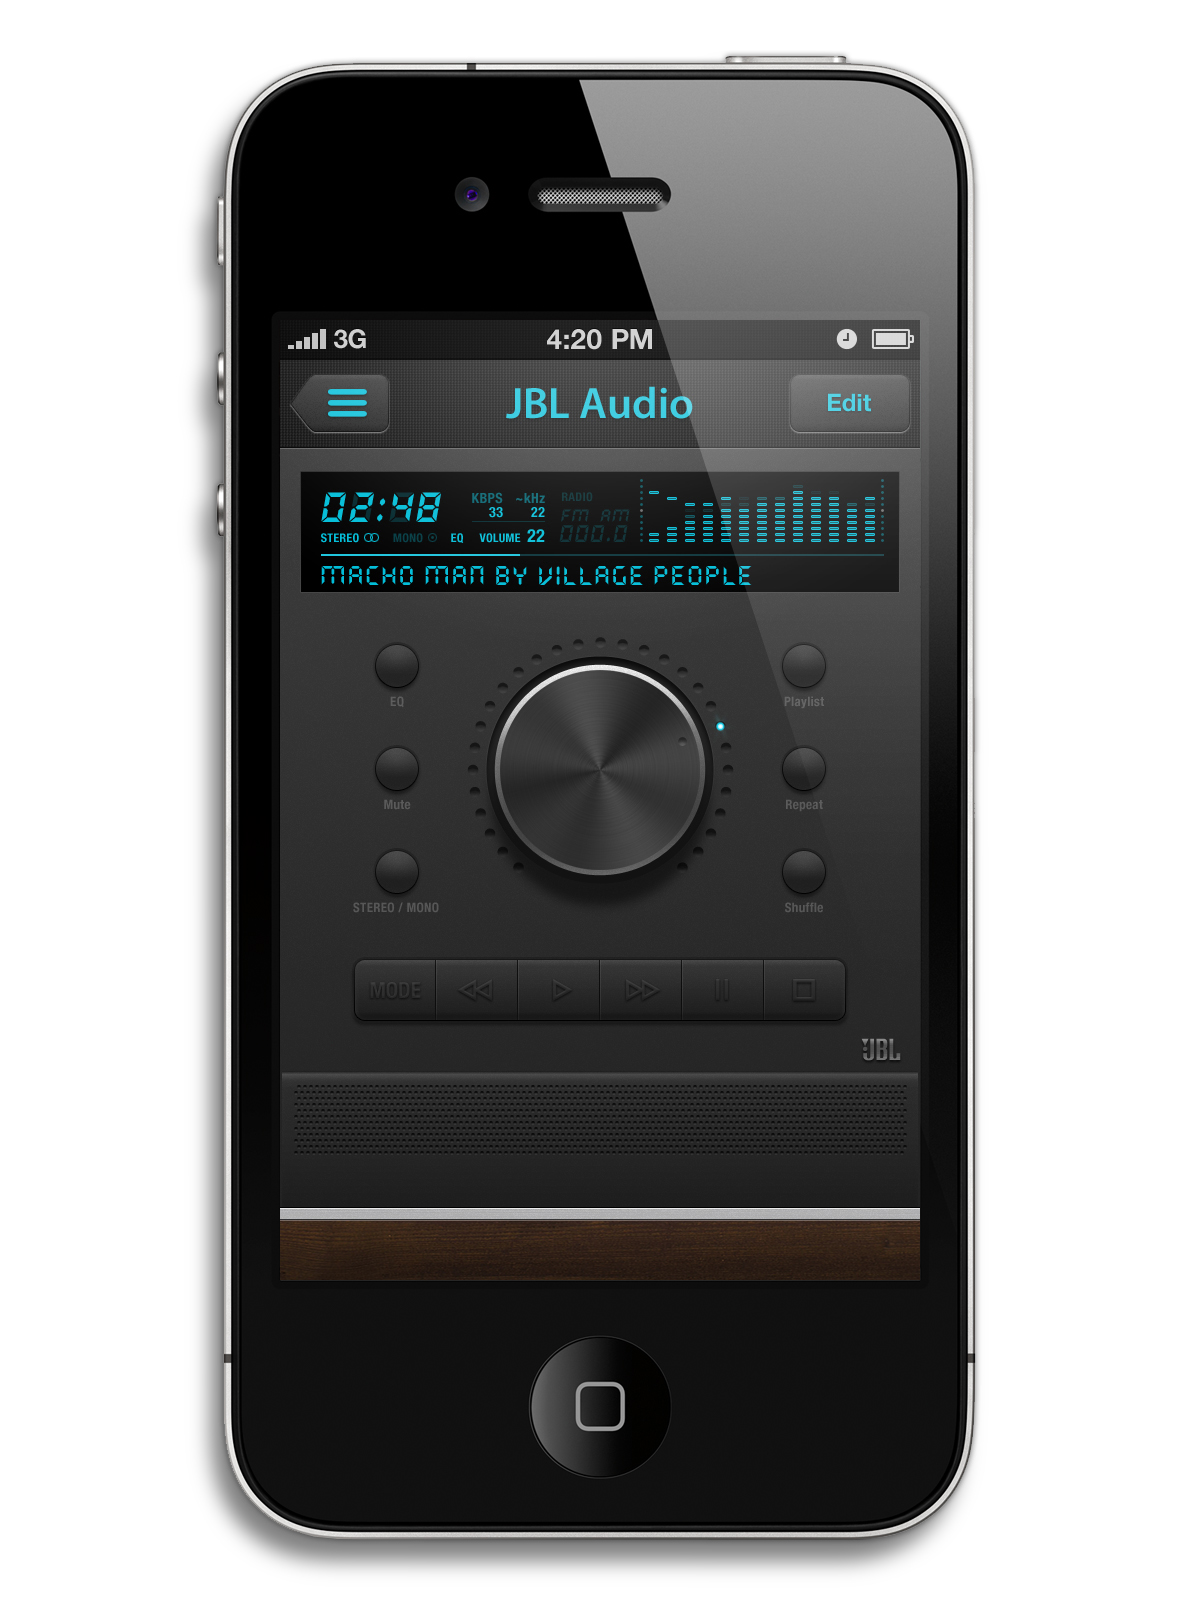 3G 4:20 PM
JBL Audio Edit
02:48 KBPS ~kHz RADIO
33 22 FM AM
STEREO MONO EQ VOLUME 22 000.0
MACHO MAN BY VILLAGE PEOPLE
EQ Playlist
Mute Repeat
STEREO / MONO Shuffle
MODE
JBL